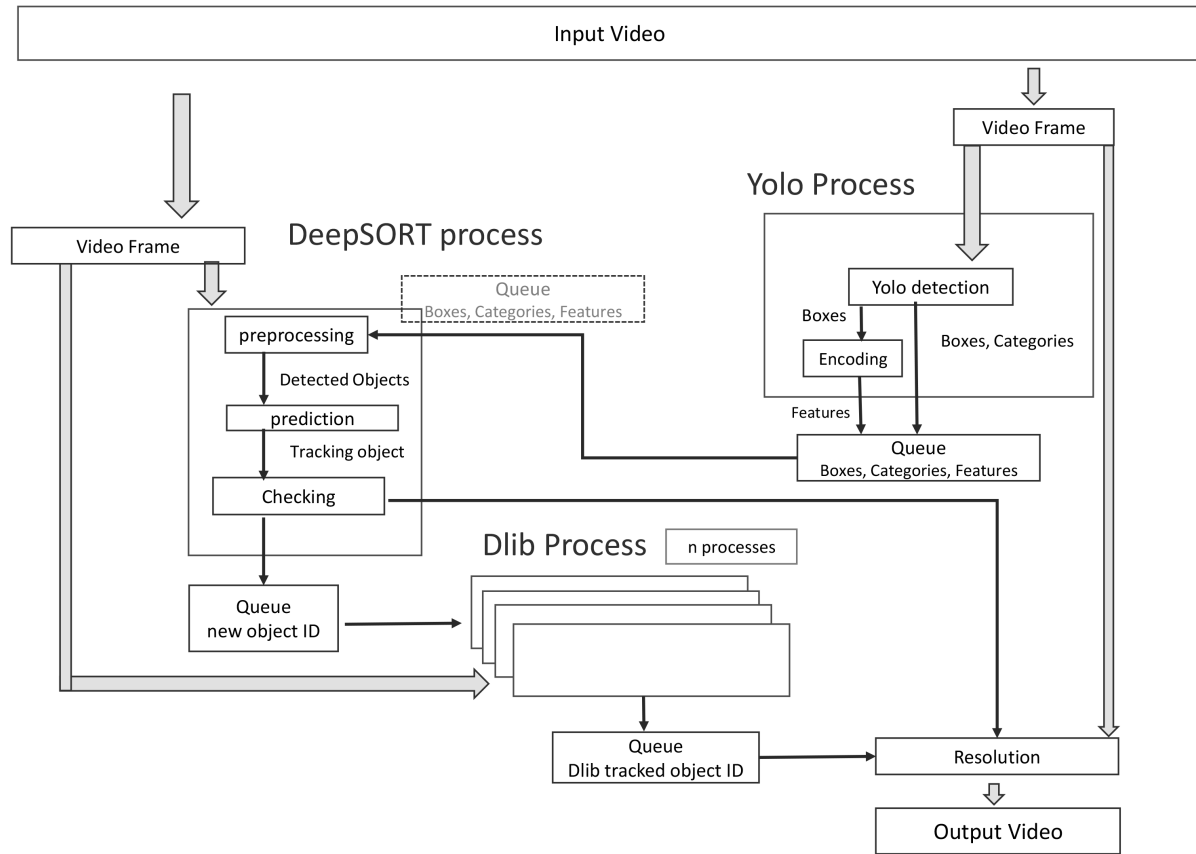 Input Video
Video Frame
Yolo Process
Video Frame
DeepSORT process
Queue
Boxes, Categories, Features
Yolo detection
preprocessing
Boxes
Boxes, Categories
Encoding
Detected Objects
prediction
Features
Tracking object
Queue
Boxes, Categories, Features
Checking
Dlib Process
n processes
Queue
new object ID
Queue
Dlib tracked object ID
Resolution
Output Video